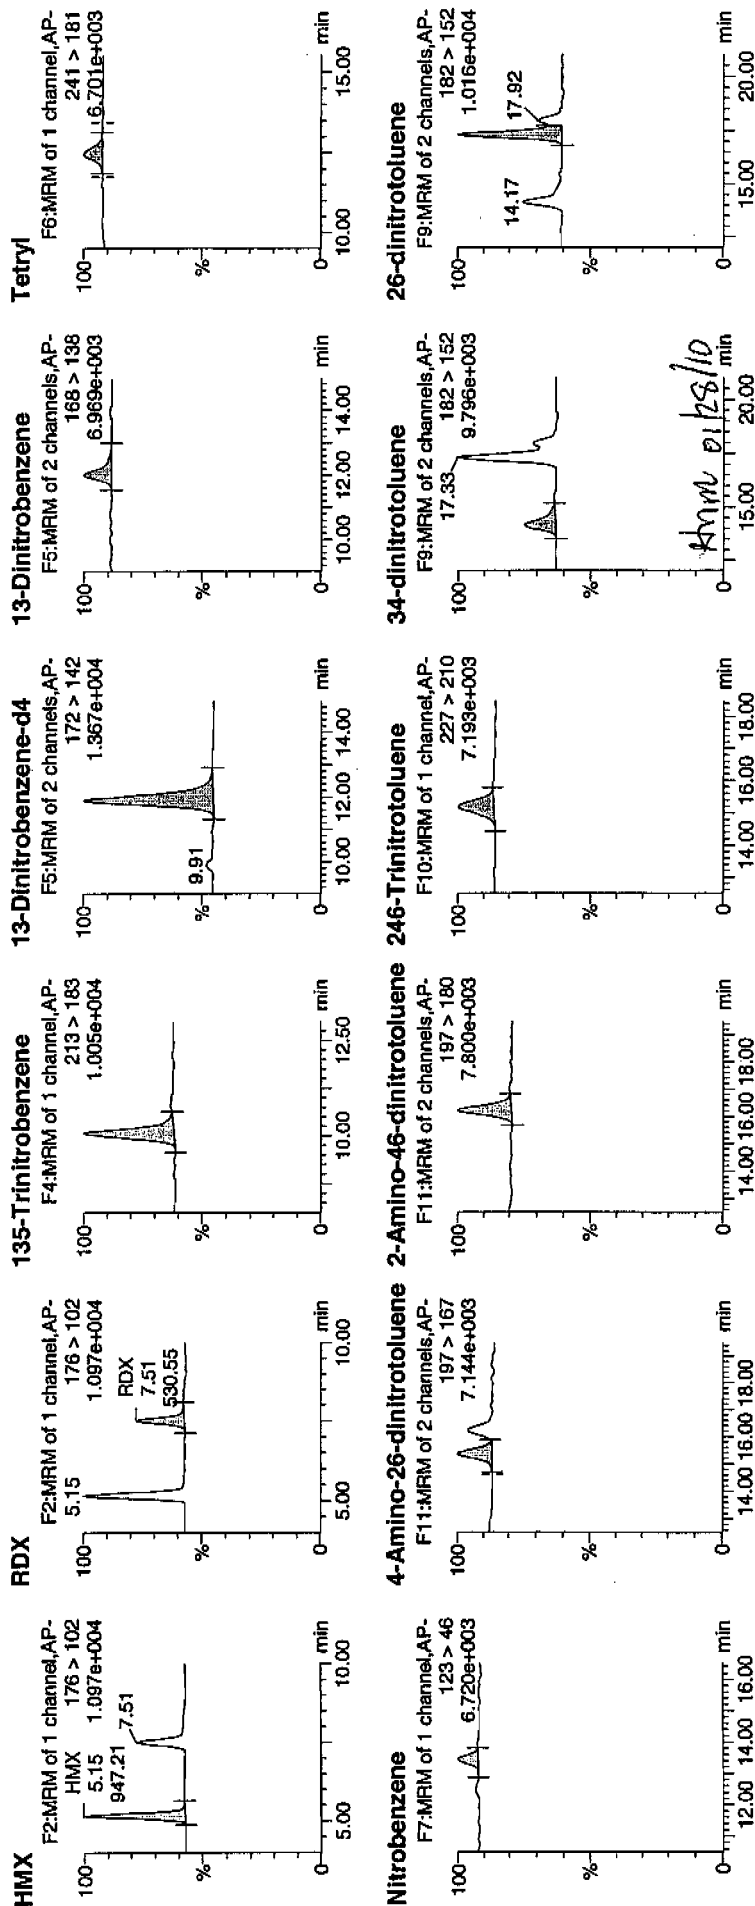 HMX
F2:MRM of 1 channel,AP-
176 > 102
1.097e+004
HMX
5.15
947.21
7.51
100
%
0
5.00
10.00
min
RDX
F2:MRM of 1 channel,AP-
176 > 102
1.097e+004
5.15
RDX
7.51
530.55
100
%
0
5.00
10.00
min
135-Trinitrobenzene
F4:MRM of 1 channel,AP-
213 > 183
1.005e+004
100
%
0
10.00
12.50
min
13-Dinitrobenzene-d4
F5:MRM of 2 channels,AP-
172 > 142
1.367e+004
9.91
100
%
0
10.00
12.00
14.00
min
13-Dinitrobenzene
F5:MRM of 2 channels,AP-
168 > 138
6.969e+003
100
%
0
10.00
12.00
14.00
min
Tetryl
F6:MRM of 1 channel,AP-
241 > 181
6.701e+003
100
%
0
10.00
15.00
min
Nitrobenzene
F7:MRM of 1 channel,AP-
123 > 46
6.720e+003
100
%
0
12.00
14.00
16.00
min
4-Amino-26-dinitrotoluene
F11:MRM of 2 channels,AP-
197 > 167
7.144e+003
100
%
0
14.00
16.00
18.00
min
2-Amino-46-dinitrotoluene
F11:MRM of 2 channels,AP-
197 > 180
7.800e+003
100
%
0
14.00
16.00
18.00
min
246-Trinitrotoluene
F10:MRM of 1 channel,AP-
227 > 210
7.193e+003
100
%
0
14.00
16.00
18.00
min
34-dinitrotoluene
F9:MRM of 2 channels,AP-
182 > 152
9.796e+003
17.33
100
%
0
15.00
20.00
min
01/28/10
26-dinitrotoluene
F9:MRM of 2 channels,AP-
182 > 152
1.016e+004
14.17
17.92
100
%
0
15.00
20.00
min